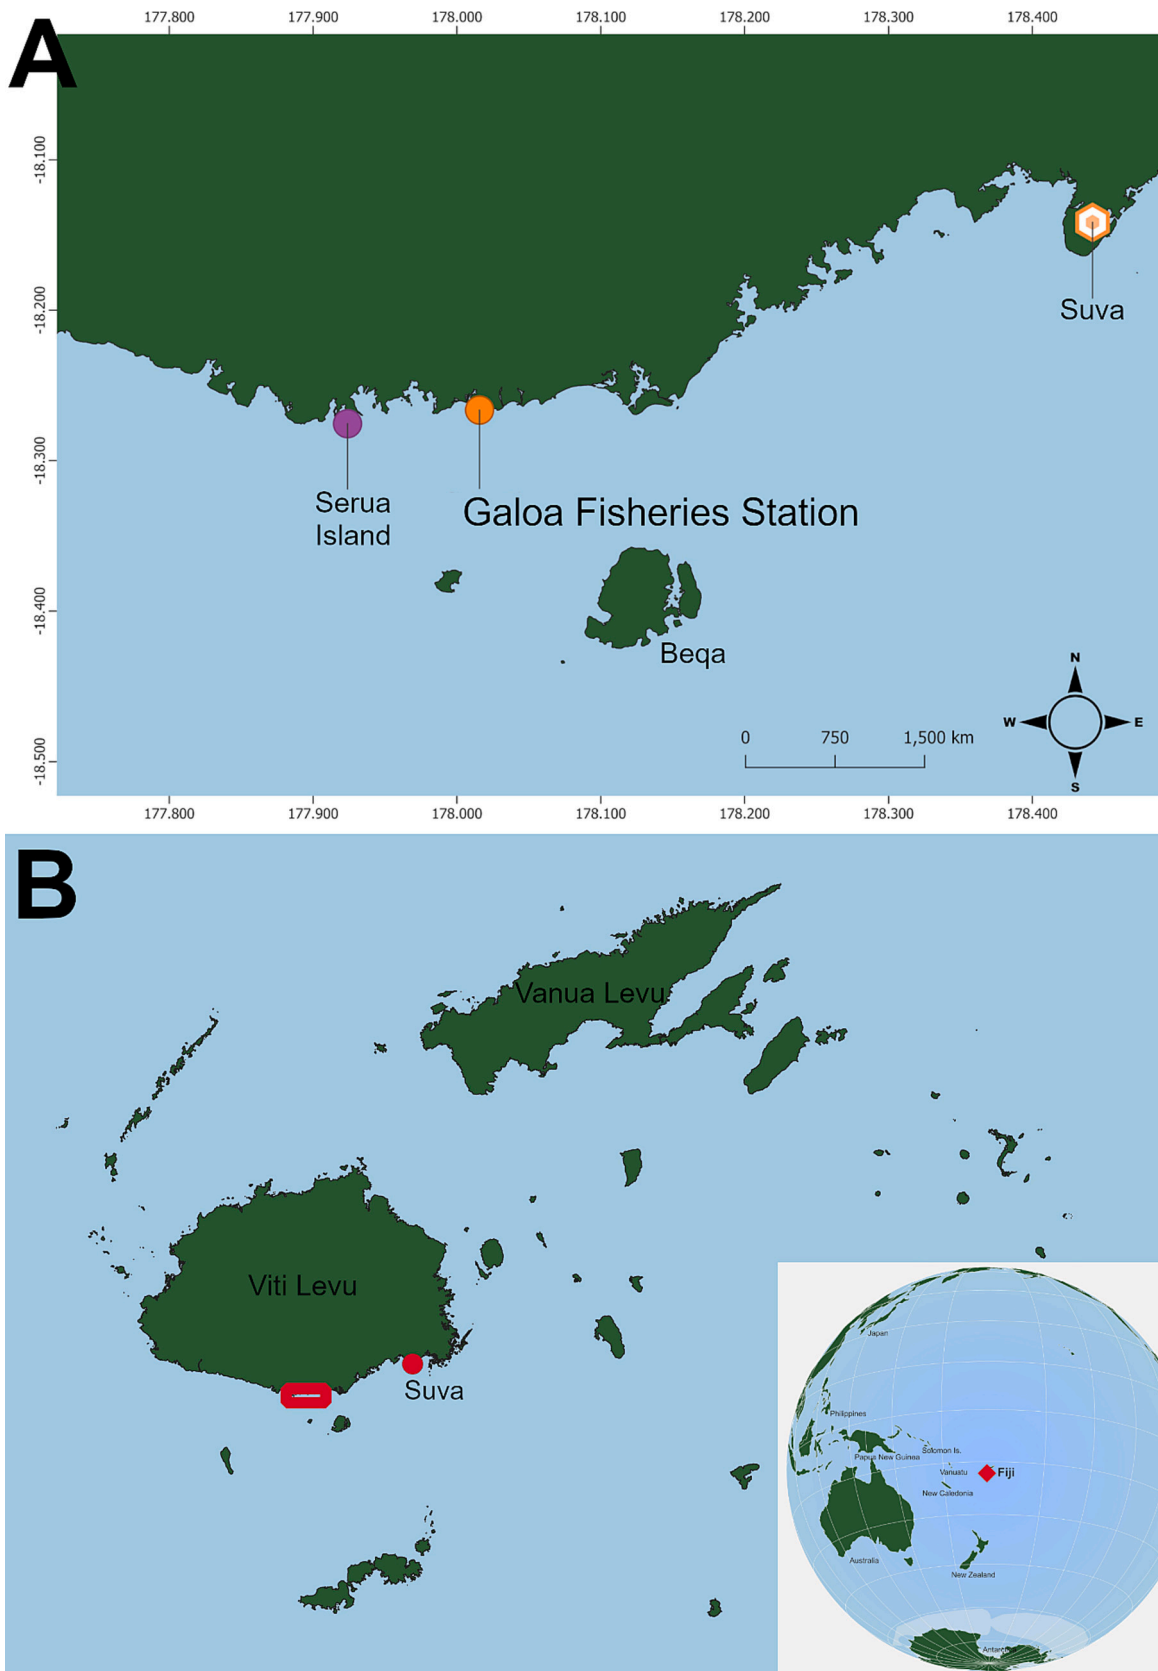 A
177.800 177.900 178.000 178.100 178.200 178.300 178.400
-18.100
-18.200
-18.300
-18.400
-18.500
Suva
Serua
Island
Galoa Fisheries Station
Beqa
N
W E
S
0 750 1,500 km
177.800 177.900 178.000 178.100 178.200 178.300 178.400
B
Vanua Levu
Viti Levu
Suva
Japan
Philippines
Solomon Is.
Papua New Guinea
Vanuatu
Fiji
New Caledonia
Australia
New Zealand